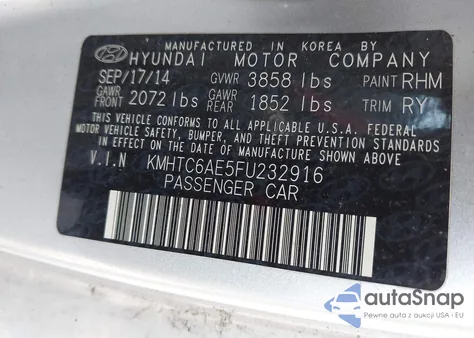 MANUFACTURED IN KOREA BY
HYUNDAI MOTOR COMPANY
SEP/17/14 GVWR 3858 lbs PAINT RHM
GAWR FRONT 2072 lbs GAWR REAR 1852 lbs TRIM RY
THIS VEHICLE CONFORMS TO ALL APPLICABLE U.S.A. FEDERAL
MOTOR VEHICLE SAFETY, BUMPER, AND THEFT PREVENTION STANDARDS
IN EFFECT ON THE DATE OF MANUFACTURE SHOWN ABOVE.
V.I.N KMHTC6AE5FU232916
PASSENGER CAR
autaSnap
Pewne auta z aukcji USA i EU